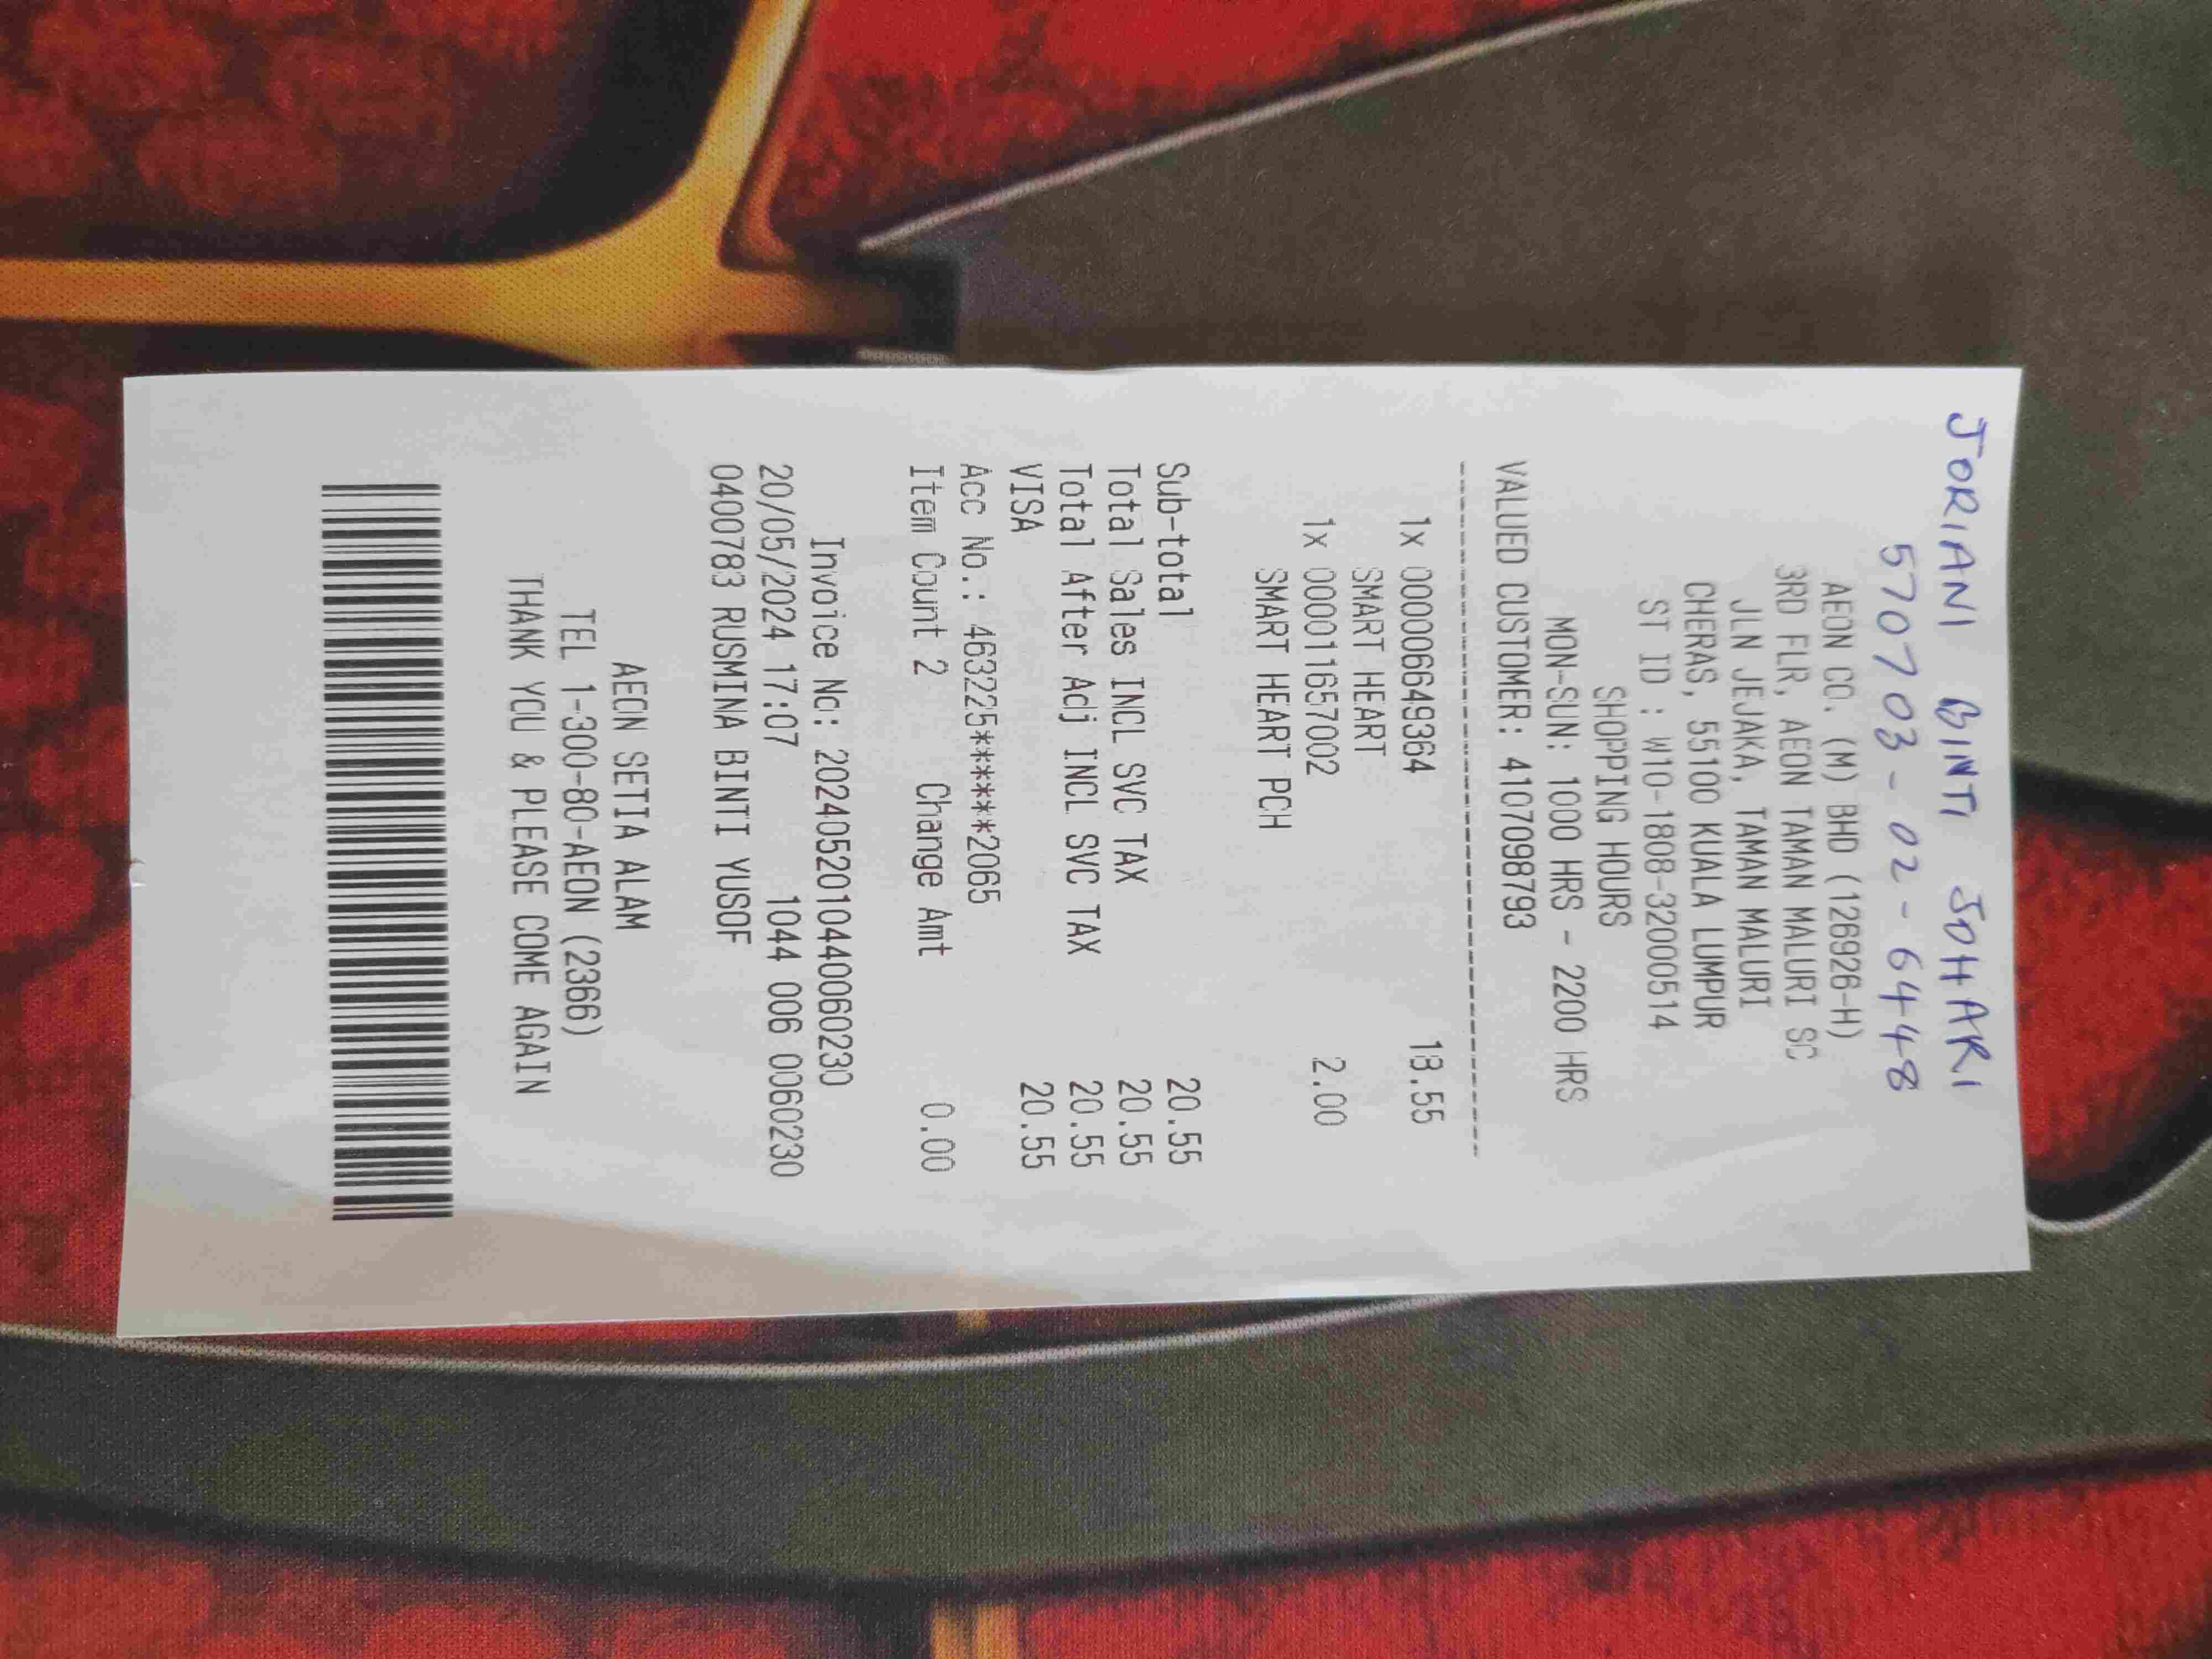 JORIANI BINTI JOHARI
570703-02-6448
AEON CO. (M) BHD (126926-H)
3RD FLR, AEON TAMAN MALURI SC
JLN JEJAKA, TAMAN MALURI
CHERAS, 55100 KUALA LUMPUR
ST ID : W10-1808-32000514
SHOPPING HOURS
MON-SUN: 1000 HRS - 2200 HRS
VALUED CUSTOMER: 4107098793
1x 000006649364 18.55
SMART HEART
1x 000011657002 2.00
SMART HEART PCH
Sub-total 20.55
Total Sales INCL SVC TAX 20.55
Total After Adj INCL SVC TAX 20.55
VISA 20.55
Acc No.: 463225******2065
Item Count 2 Change Amt 0.00
Invoice No: 2024052010440060230
20/05/2024 17:07 1044 006 0060230
0400783 RUSMINA BINTI YUSOF
AEON SETIA ALAM
TEL 1-300-80-AEON (2366)
THANK YOU & PLEASE COME AGAIN